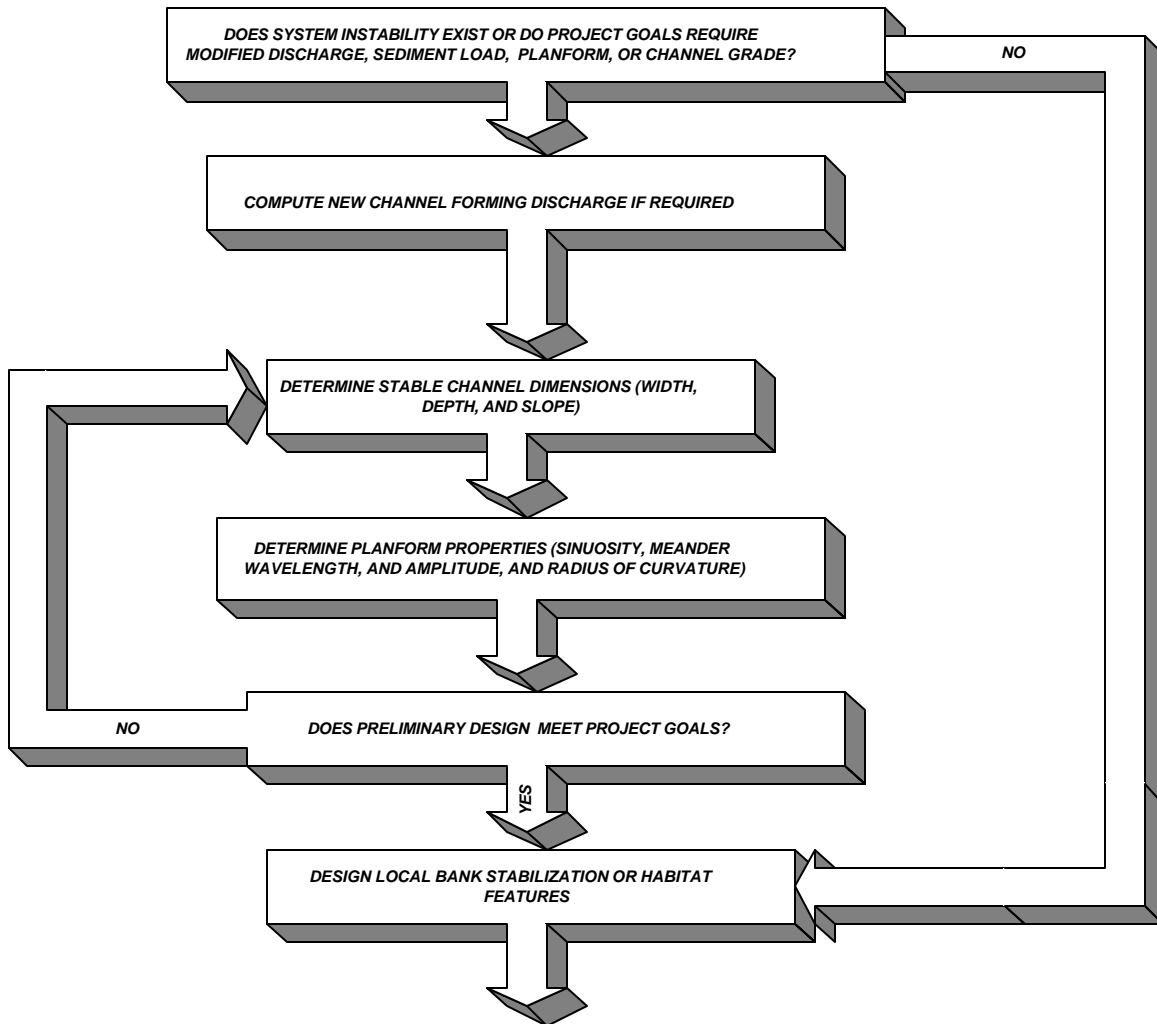 DOES SYSTEM INSTABILITY EXIST OR DO PROJECT GOALS REQUIRE
MODIFIED DISCHARGE, SEDIMENT LOAD, PLANFORM, OR CHANNEL GRADE?
NO
COMPUTE NEW CHANNEL FORMING DISCHARGE IF REQUIRED
DETERMINE STABLE CHANNEL DIMENSIONS (WIDTH,
DEPTH, AND SLOPE)
DETERMINE PLANFORM PROPERTIES (SINUOSITY, MEANDER
WAVELENGTH, AND AMPLITUDE, AND RADIUS OF CURVATURE)
NO
DOES PRELIMINARY DESIGN MEET PROJECT GOALS?
YES
DESIGN LOCAL BANK STABILIZATION OR HABITAT
FEATURES